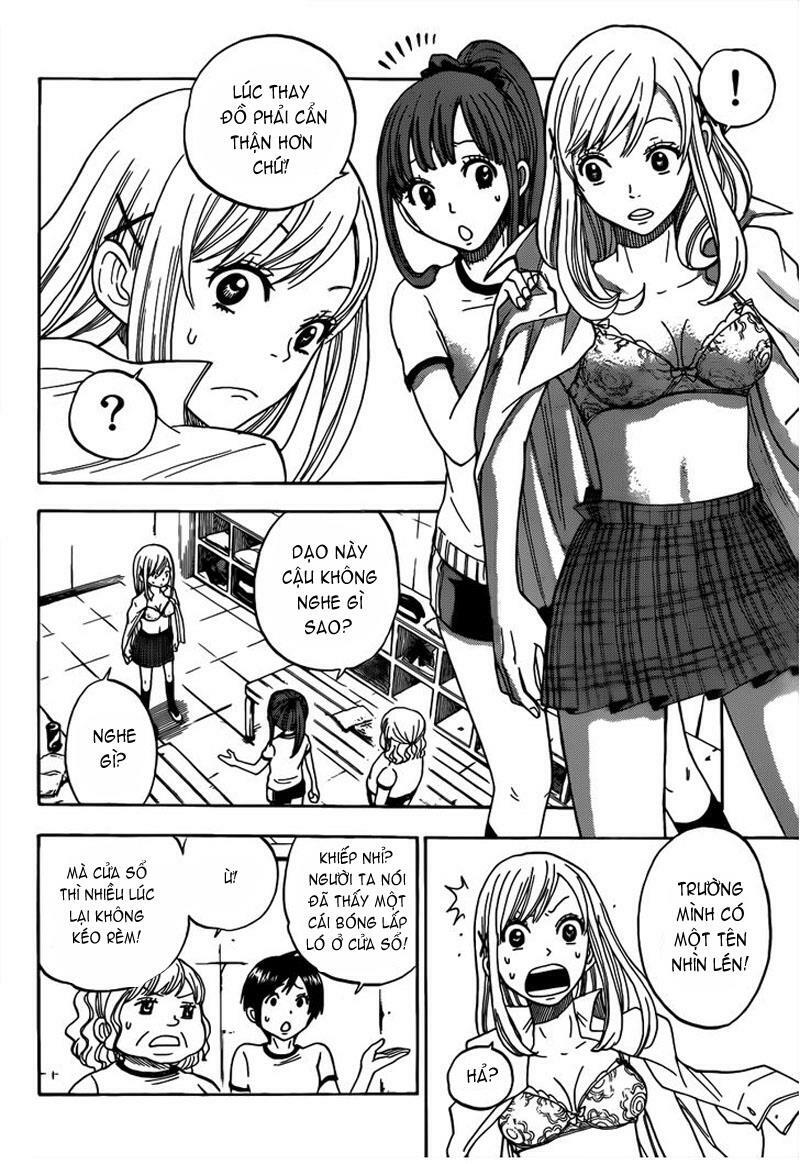 !
LÚC THAY
ĐỒ PHẢI CẨN
THẬN HƠN
CHỨ!
?
DẠO NÀY
CẬU KHÔNG
NGHE GÌ
SAO?
NGHE
GÌ?
TRƯỜNG
MÌNH CÓ
MỘT TÊN
NHÌN LÉN!
HẢ?
KHIẾP NHỈ?
NGƯỜI TA NÓI
ĐÃ THẤY MỘT
CÁI BÓNG LẤP
LÓ Ở CỬA SỔ!
Ừ!
MÀ CỬA SỔ
THÌ NHIỀU LÚC
LẠI KHÔNG
KÉO RÈM!